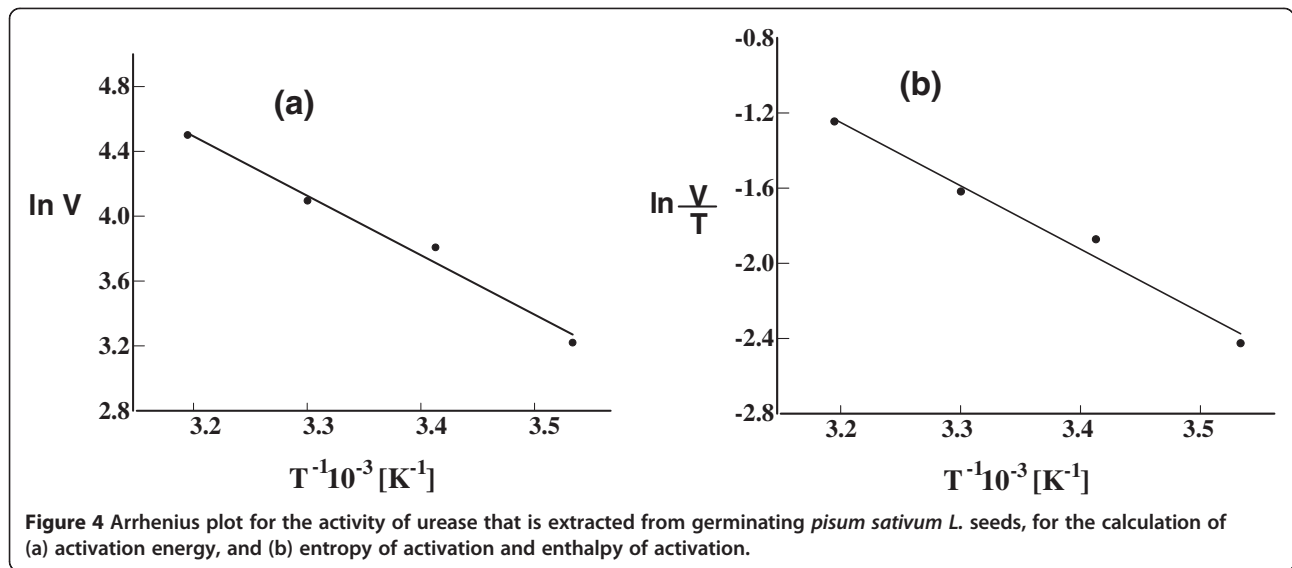 (a)
4.8
4.4
4.0
3.6
3.2
2.8
ln V
3.2 3.3 3.4 3.5
T⁻¹10⁻³ [K⁻¹]
(b)
-0.8
-1.2
-1.6
-2.0
-2.4
-2.8
ln V/T
3.2 3.3 3.4 3.5
T⁻¹10⁻³ [K⁻¹]
Figure 4 Arrhenius plot for the activity of urease that is extracted from germinating pisum sativum L. seeds, for the calculation of
(a) activation energy, and (b) entropy of activation and enthalpy of activation.